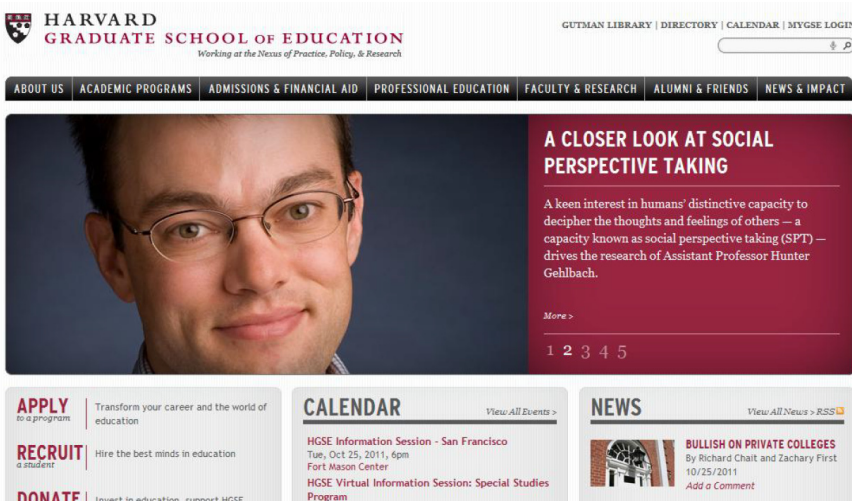 HARVARD
GRADUATE SCHOOL OF EDUCATION
Working at the Nexus of Practice, Policy, & Research
GUTMAN LIBRARY | DIRECTORY | CALENDAR | MYGSE LOGIN
ABOUT US ACADEMIC PROGRAMS ADMISSIONS & FINANCIAL AID PROFESSIONAL EDUCATION FACULTY & RESEARCH ALUMNI & FRIENDS NEWS & IMPACT
A CLOSER LOOK AT SOCIAL
PERSPECTIVE TAKING
A keen interest in humans' distinctive capacity to
decipher the thoughts and feelings of others — a
capacity known as social perspective taking (SPT) —
drives the research of Assistant Professor Hunter
Gehlbach.
More >
1 2 3 4 5
APPLY
to a program
Transform your career and the world of
education
RECRUIT
a student
Hire the best minds in education
DONATE
Invest in education, support HGSE
CALENDAR
View All Events >
HGSE Information Session - San Francisco
Tue, Oct 25, 2011, 6pm
Fort Mason Center
HGSE Virtual Information Session: Special Studies
Program
NEWS
View All News > RSS
BULLISH ON PRIVATE COLLEGES
By Richard Chait and Zachary First
10/25/2011
Add a Comment